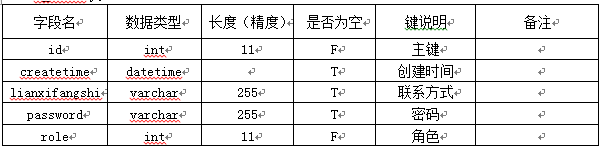 字段名 数据类型 长度（精度） 是否为空 键说明 备注
id int 11 F 主键
createtime datetime T 创建时间
lianxifangshi varchar 255 T 联系方式
password varchar 255 T 密码
role int 11 F 角色